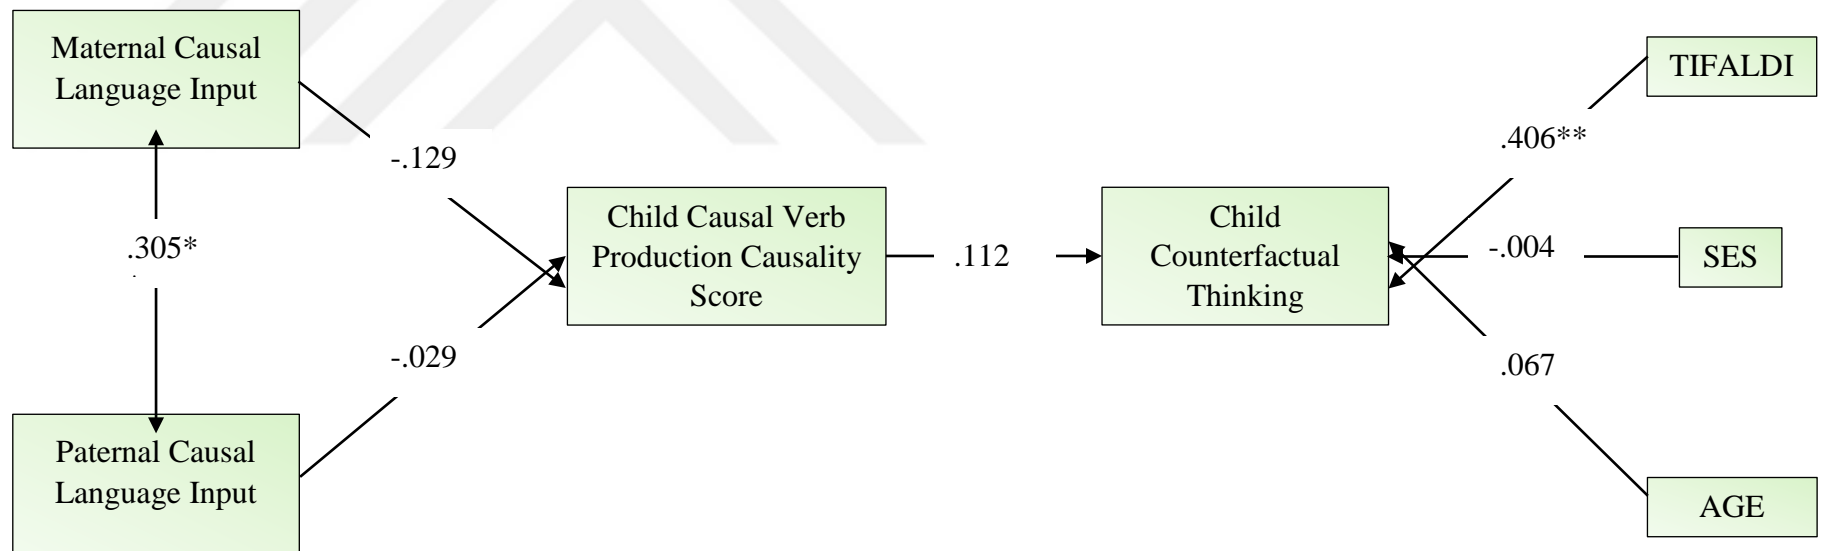 Maternal Causal
Language Input
TIFALDI
.406**
-.129
Child Causal Verb
Production Causality
Score
Child
Counterfactual
Thinking
.305*
.112
-.004
SES
-.029
.067
Paternal Causal
Language Input
AGE